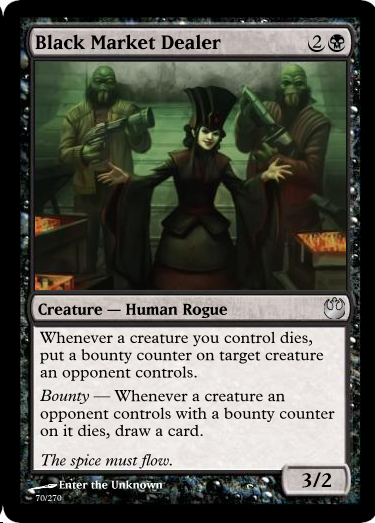 Black Market Dealer 2
Creature — Human Rogue
Whenever a creature you control dies,
put a bounty counter on target creature
an opponent controls.
Bounty — Whenever a creature an
opponent controls with a bounty counter
on it dies, draw a card.
The spice must flow.
3/2
Enter the Unknown
70/270